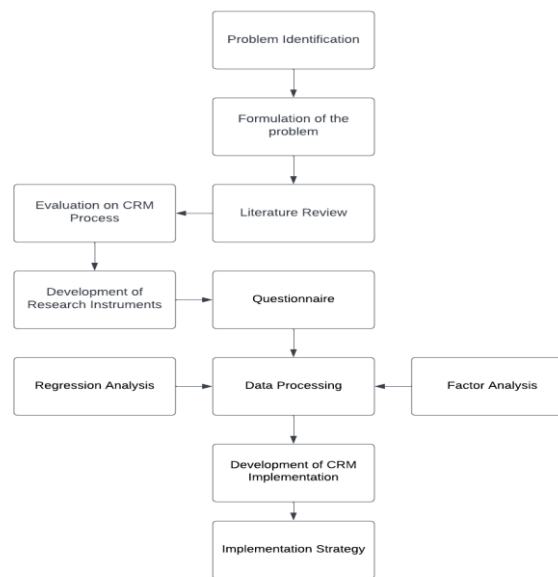 Problem Identification
Formulation of the
problem
Evaluation on CRM
Process
Literature Review
Development of
Research Instruments
Questionnaire
Regression Analysis
Data Processing
Factor Analysis
Development of CRM
Implementation
Implementation Strategy